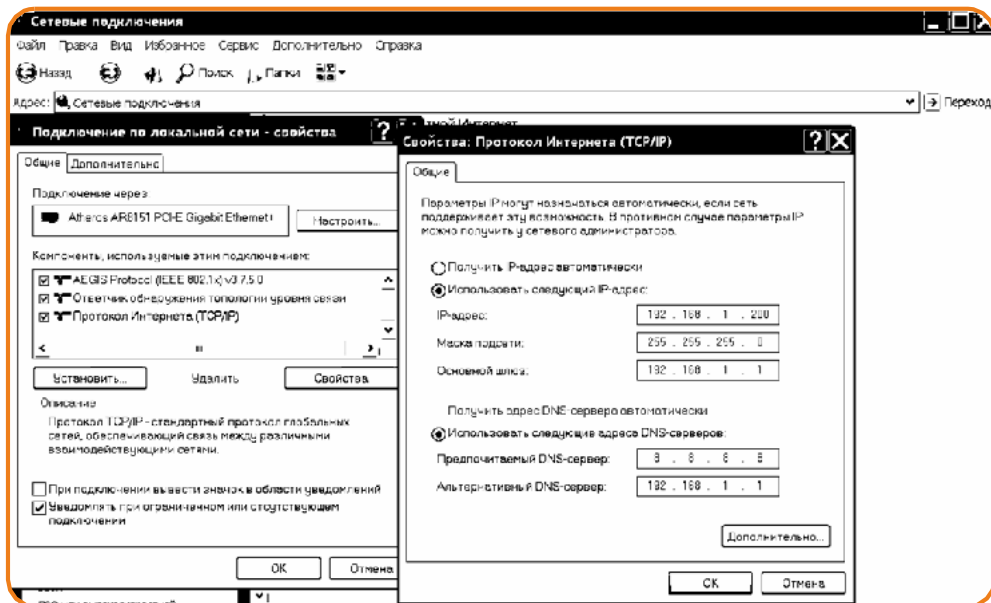 Сетевые подключения
Файл Правка Вид Избранное Сервис Дополнительно Справка
Назад Поиск Папки
Адрес: Сетевые подключения Переход
Подключение по локальной сети - свойства
Общие Дополнительно
Подключение через:
Atheros AR8151 PCI-E Gigabit Ethernet
Настроить...
Компоненты, используемые этим подключением:
AEGIS Protocol (IEEE 802.1x) v3.7.5.0
Ответчик обнаружения топологии уровня связи
Протокол Интернета (TCP/IP)
Установить... Удалить Свойства
Описание
Протокол TCP/IP - стандартный протокол глобальных
сетей, обеспечивающий связь между различными
взаимодействующими сетями.
При подключении вывести значок в области уведомлений
Уведомлять при ограниченном или отсутствующем
подключении
ОК Отмена
Интернет
Свойства: Протокол Интернета (TCP/IP)
Общие
Параметры IP могут назначаться автоматически, если сеть
поддерживает эту возможность. В противном случае параметры IP
можно получить у сетевого администратора.
Получить IP-адрес автоматически
Использовать следующий IP-адрес:
IP-адрес: 192 . 168 . 1 . 200
Маска подсети: 255 . 255 . 255 . 0
Основной шлюз: 192 . 168 . 1 . 1
Получить адрес DNS-сервера автоматически
Использовать следующие адреса DNS-серверов:
Предпочитаемый DNS-сервер: 8 . 8 . 8 . 8
Альтернативный DNS-сервер: 192 . 168 . 1 . 1
Дополнительно...
ОК Отмена